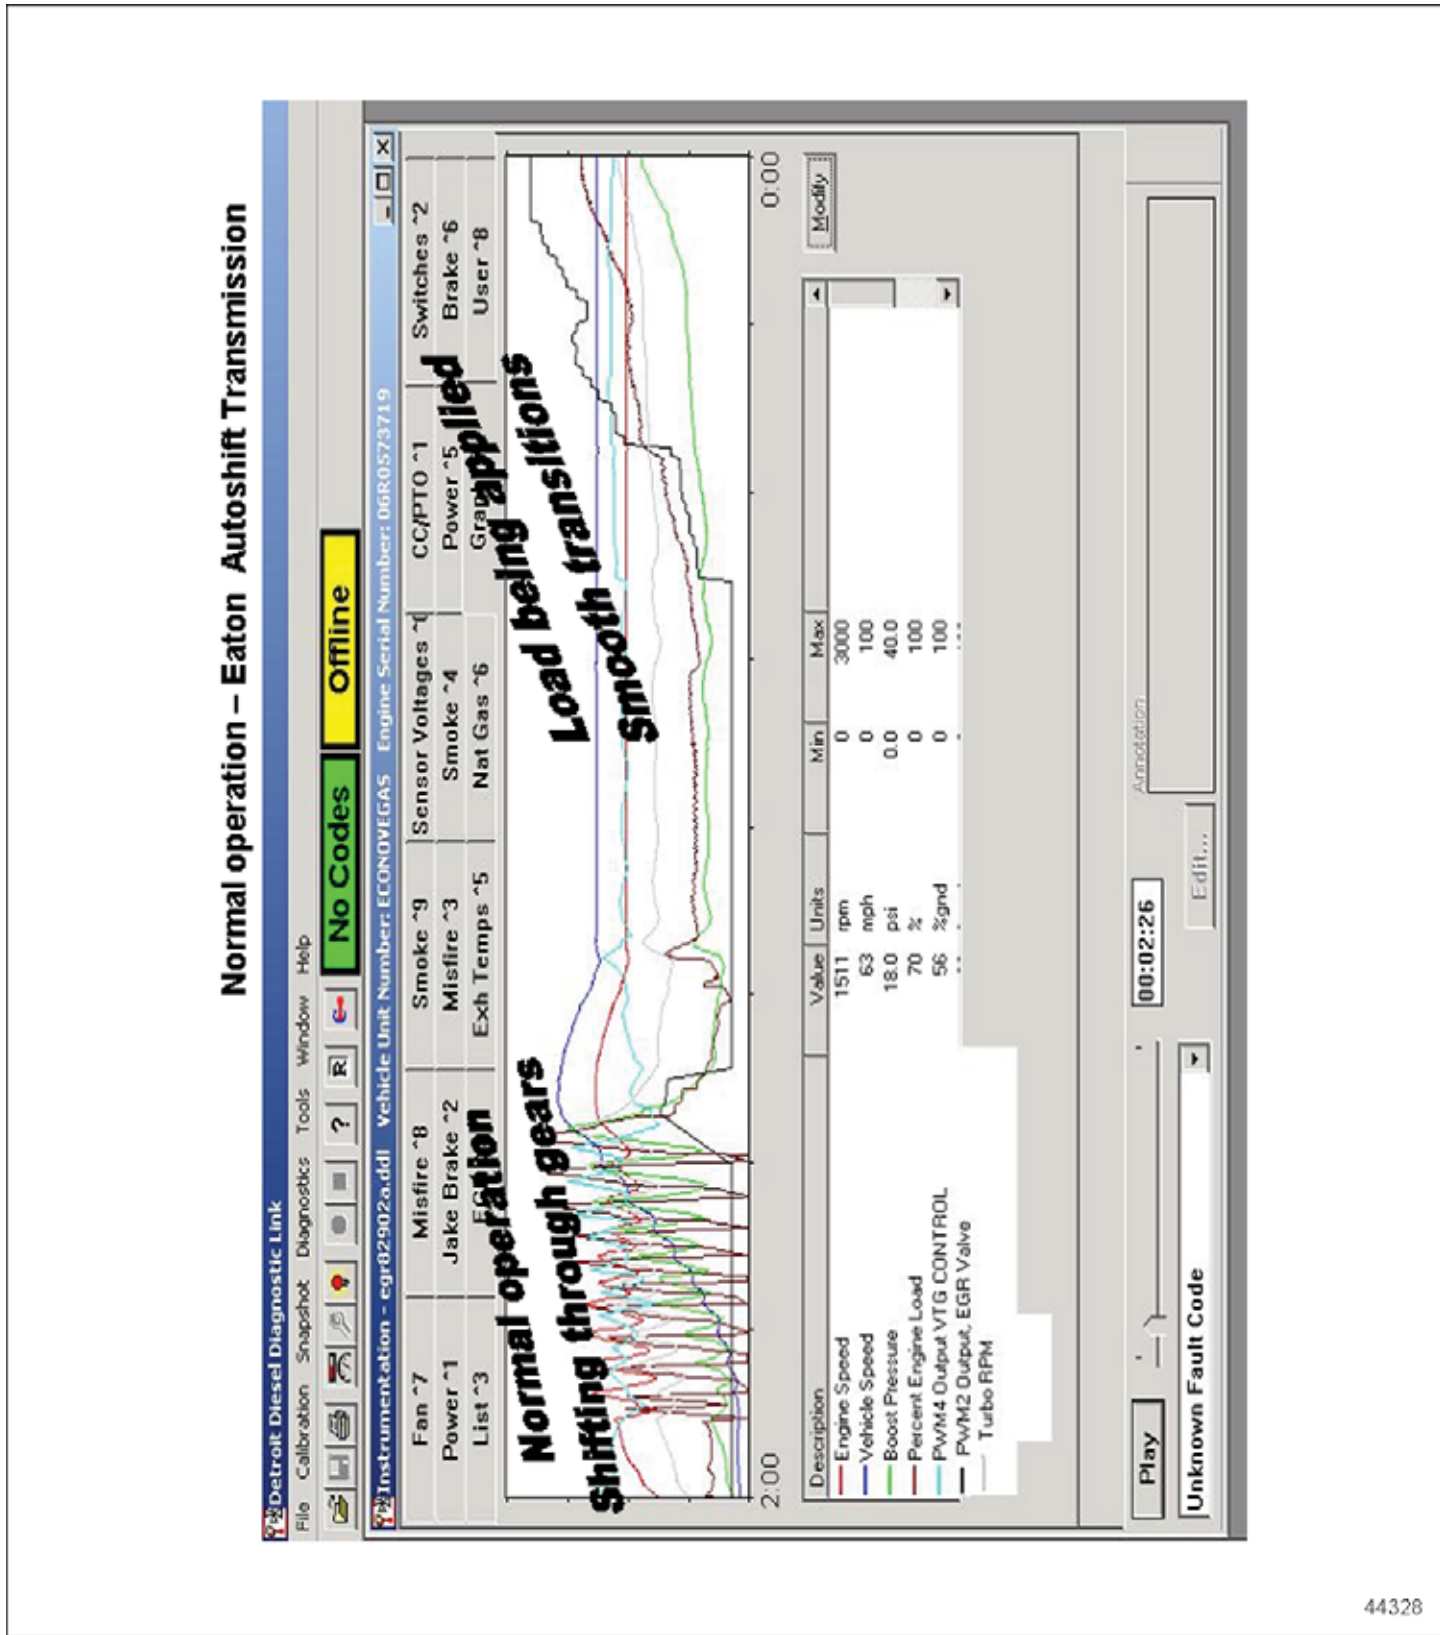 Normal operation – Eaton Autoshift Transmission
Detroit Diesel Diagnostic Link
File Calibration Snapshot Diagnostics Tools Window Help
? R No Codes Offline
Instrumentation - egr82902a.ddl Vehicle Unit Number: ECONOVEGAS Engine Serial Number: 06R0573719
Fan ^7 Misfire ^8 Smoke ^9 Sensor Voltages CC/PTO ^1 Switches ^2
Power ^1 Jake Brake ^2 Misfire ^3 Smoke ^4 Power ^5 Brake ^6
List ^3 Exh Temps ^5 Nat Gas ^6 User ^8
Normal operation
Shifting through gears
Load being applied
Smooth transitions
2:00 0:00
Description Value Units Min Max
Engine Speed 1511 rpm 0 3000
Vehicle Speed 63 mph 0 100
Boost Pressure 18.0 psi 0.0 40.0
Percent Engine Load 70 % 0 100
PWM4 Output VTG CONTROL 56 %gnd 0 100
PWM2 Output, EGR Valve
Turbo RPM
Modify
Play 00:02:26 Annotation
Unknown Fault Code Edit...
44328